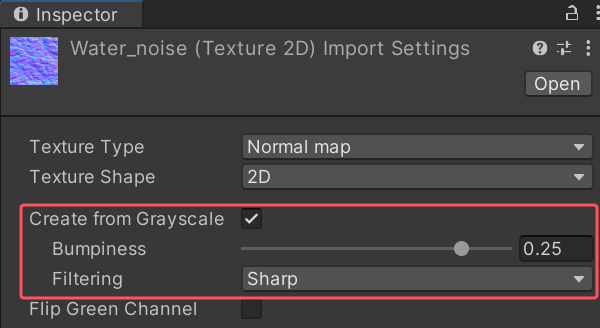 Inspector
Water_noise (Texture 2D) Import Settings
Open
Texture Type Normal map
Texture Shape 2D
Create from Grayscale
Bumpiness 0.25
Filtering Sharp
Flip Green Channel